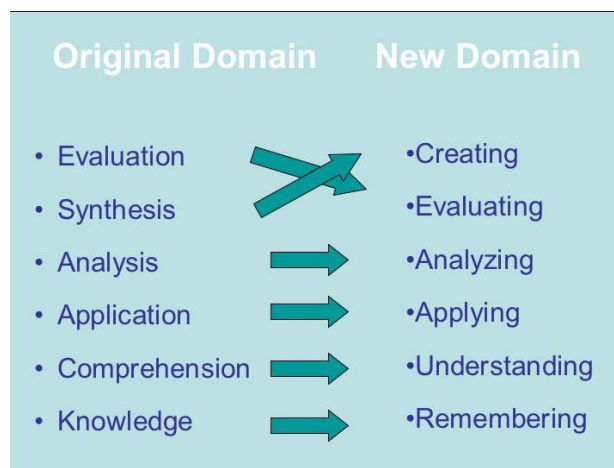 Original Domain
New Domain
• Evaluation
• Synthesis
• Analysis
• Application
• Comprehension
• Knowledge
•Creating
•Evaluating
•Analyzing
•Applying
•Understanding
•Remembering